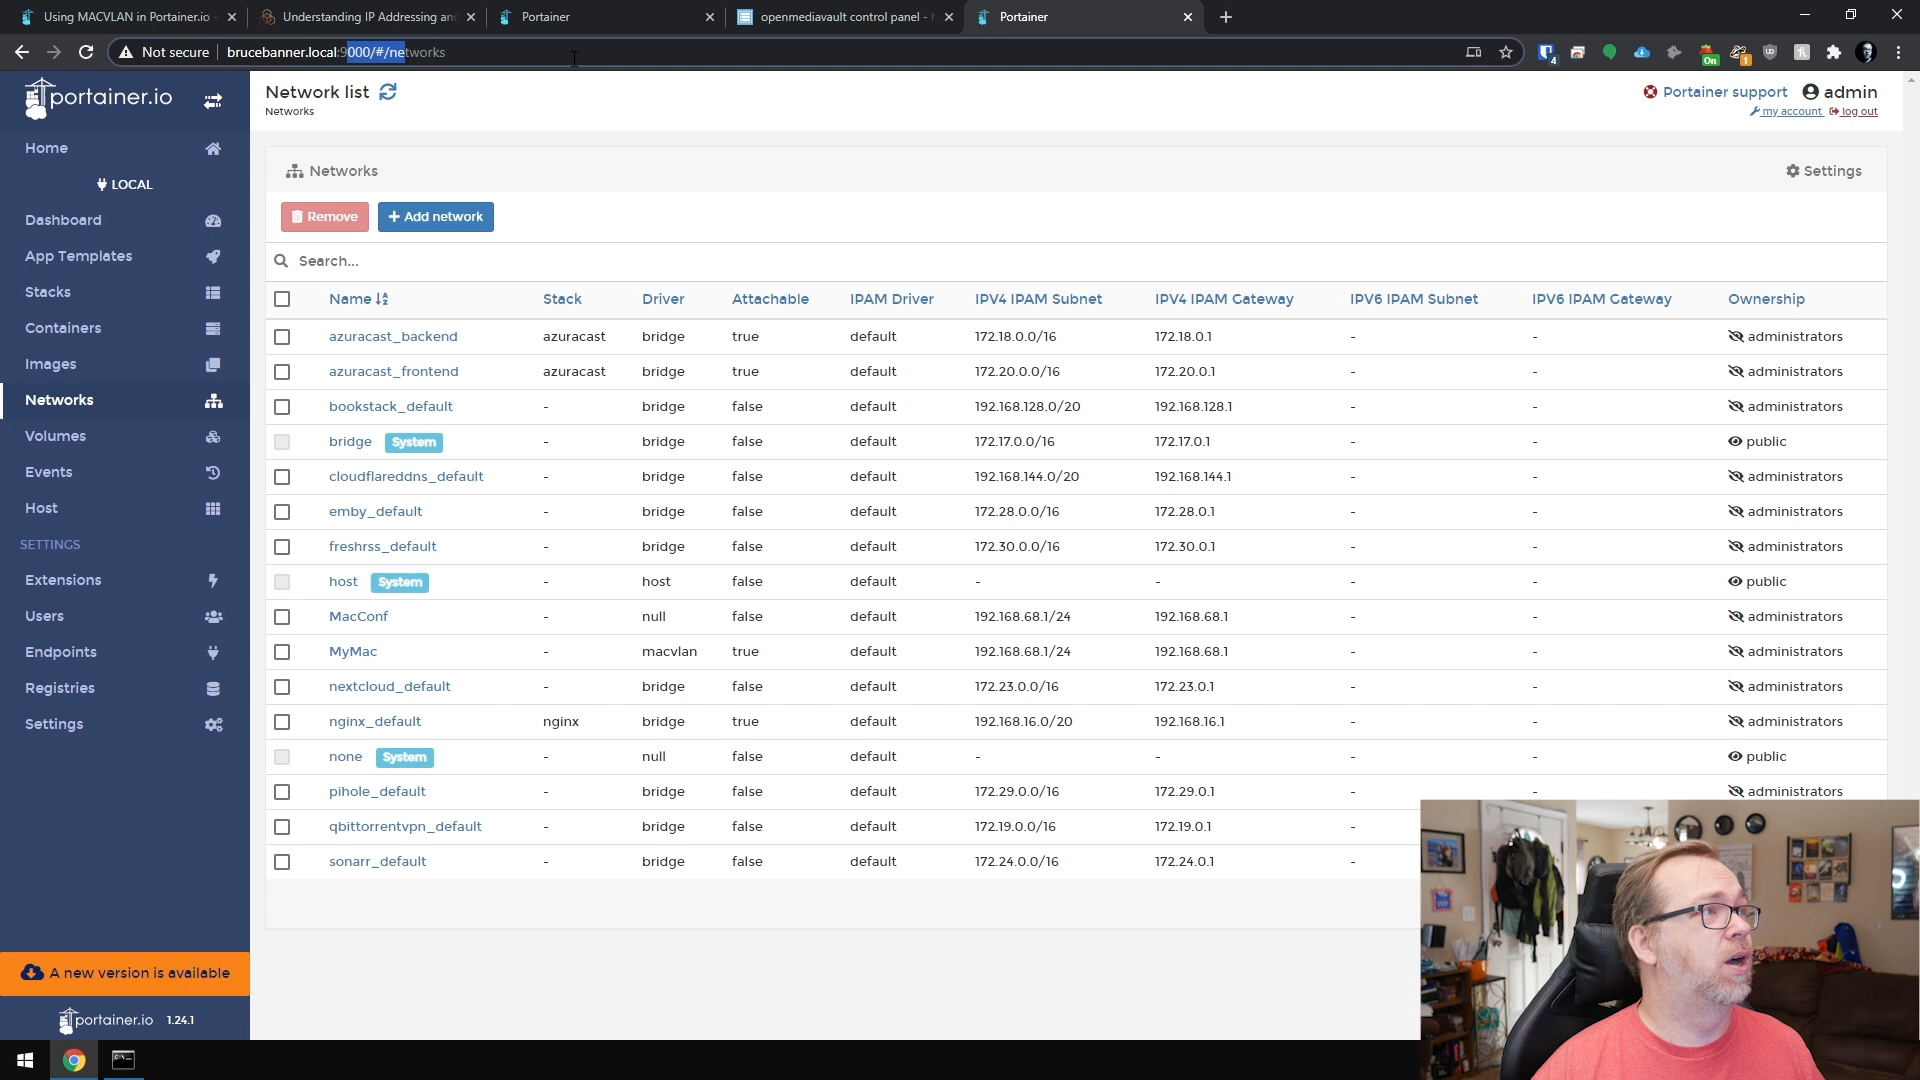 Using MACVLAN in Portainer.io
Understanding IP Addressing an
Portainer
openmediavault control panel -
Portainer
Not secure
brucebanner.local:9000/#/networks
4
On
1
portainer.io
Network list
Networks
Portainer support
admin
my account
log out
Home
LOCAL
Dashboard
App Templates
Stacks
Containers
Images
Networks
Volumes
Events
Host
SETTINGS
Extensions
Users
Endpoints
Registries
Settings
A new version is available
portainer.io 1.24.1
Networks
Settings
Remove
+ Add network
Search...
Name Stack Driver Attachable IPAM Driver IPV4 IPAM Subnet IPV4 IPAM Gateway IPV6 IPAM Subnet IPV6 IPAM Gateway Ownership
azuracast_backend azuracast bridge true default 172.18.0.0/16 172.18.0.1 - - administrators
azuracast_frontend azuracast bridge true default 172.20.0.0/16 172.20.0.1 - - administrators
bookstack_default - bridge false default 192.168.128.0/20 192.168.128.1 - - administrators
bridge System - bridge false default 172.17.0.0/16 172.17.0.1 - - public
cloudflareddns_default - bridge false default 192.168.144.0/20 192.168.144.1 - - administrators
emby_default - bridge false default 172.28.0.0/16 172.28.0.1 - - administrators
freshrss_default - bridge false default 172.30.0.0/16 172.30.0.1 - - administrators
host System - host false default - - - - public
MacConf - null false default 192.168.68.1/24 192.168.68.1 - - administrators
MyMac - macvlan true default 192.168.68.1/24 192.168.68.1 - - administrators
nextcloud_default - bridge false default 172.23.0.0/16 172.23.0.1 - - administrators
nginx_default nginx bridge true default 192.168.16.0/20 192.168.16.1 - - administrators
none System - null false default - - - - public
pihole_default - bridge false default 172.29.0.0/16 172.29.0.1 - - administrators
qbittorrentvpn_default - bridge false default 172.19.0.0/16 172.19.0.1 -
sonarr_default - bridge false default 172.24.0.0/16 172.24.0.1 -